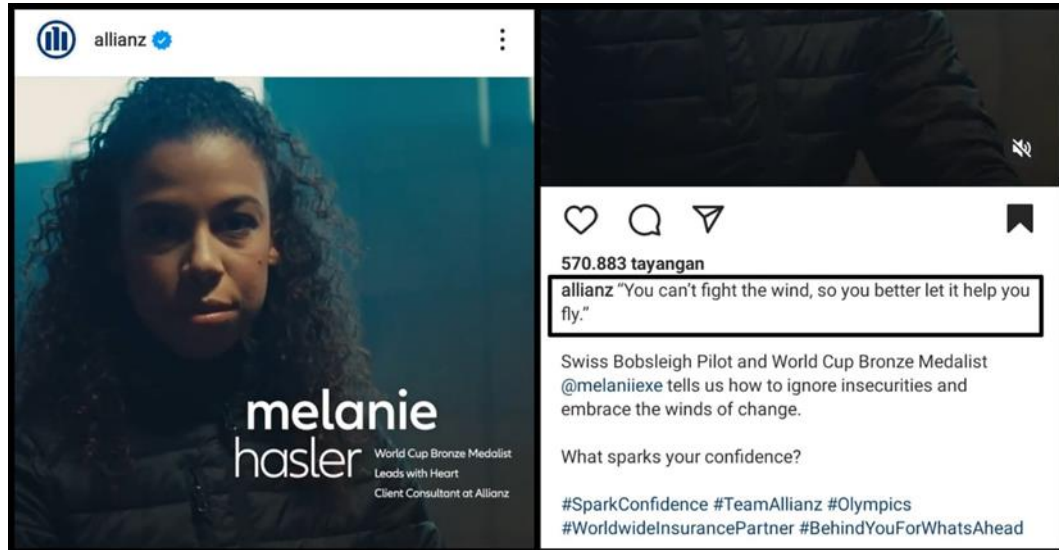 allianz
melanie
hasler
World Cup Bronze Medalist
Leads with Heart
Client Consultant at Allianz
570.883 tayangan
allianz “You can’t fight the wind, so you better let it help you
fly.”
Swiss Bobsleigh Pilot and World Cup Bronze Medalist
@melaniiexe tells us how to ignore insecurities and
embrace the winds of change.
What sparks your confidence?
#SparkConfidence #TeamAllianz #Olympics
#WorldwideInsurancePartner #BehindYouForWhatsAhead